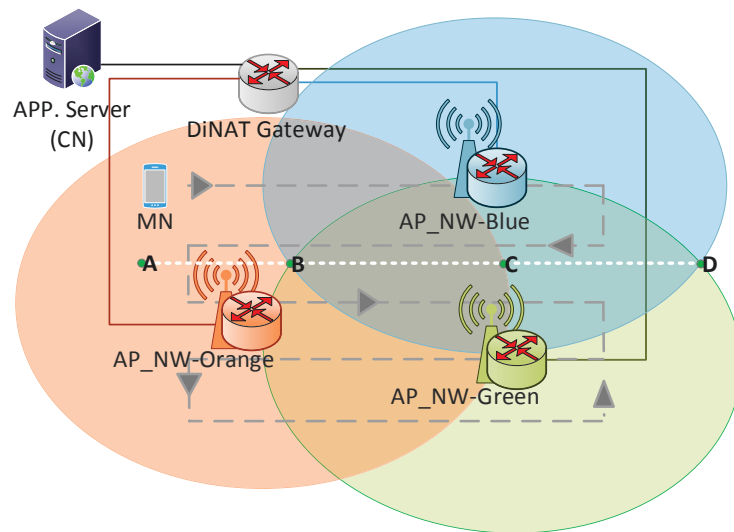 APP. Server
(CN)
DiNAT Gateway
MN
AP_NW-Blue
A
B
C
D
AP_NW-Orange
AP_NW-Green